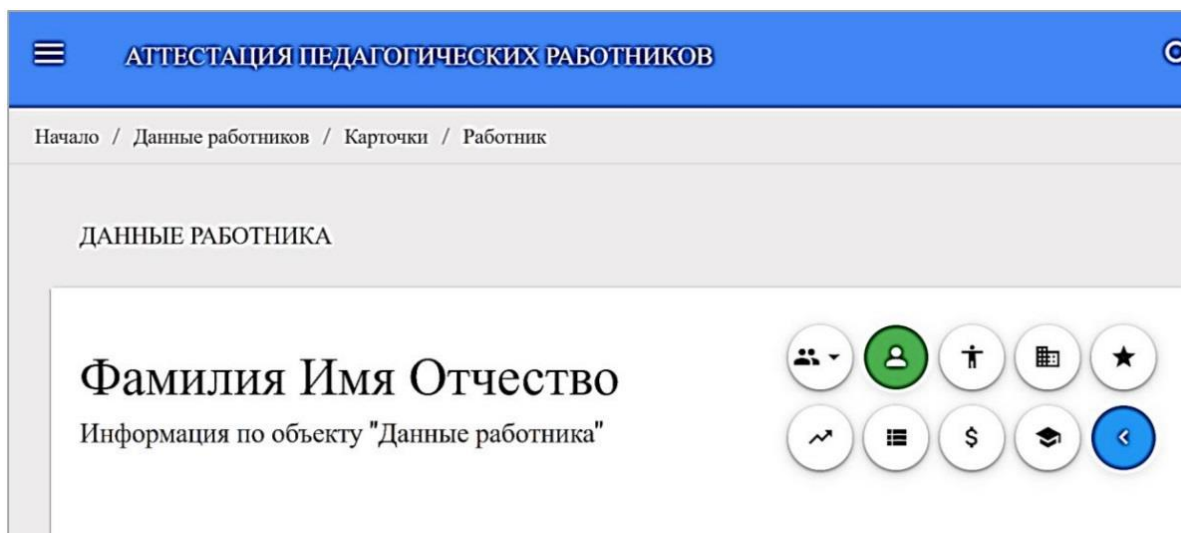 АТТЕСТАЦИЯ ПЕДАГОГИЧЕСКИХ РАБОТНИКОВ
Начало / Данные работников / Карточки / Работник
ДАННЫЕ РАБОТНИКА
Фамилия Имя Отчество
Информация по объекту "Данные работника"